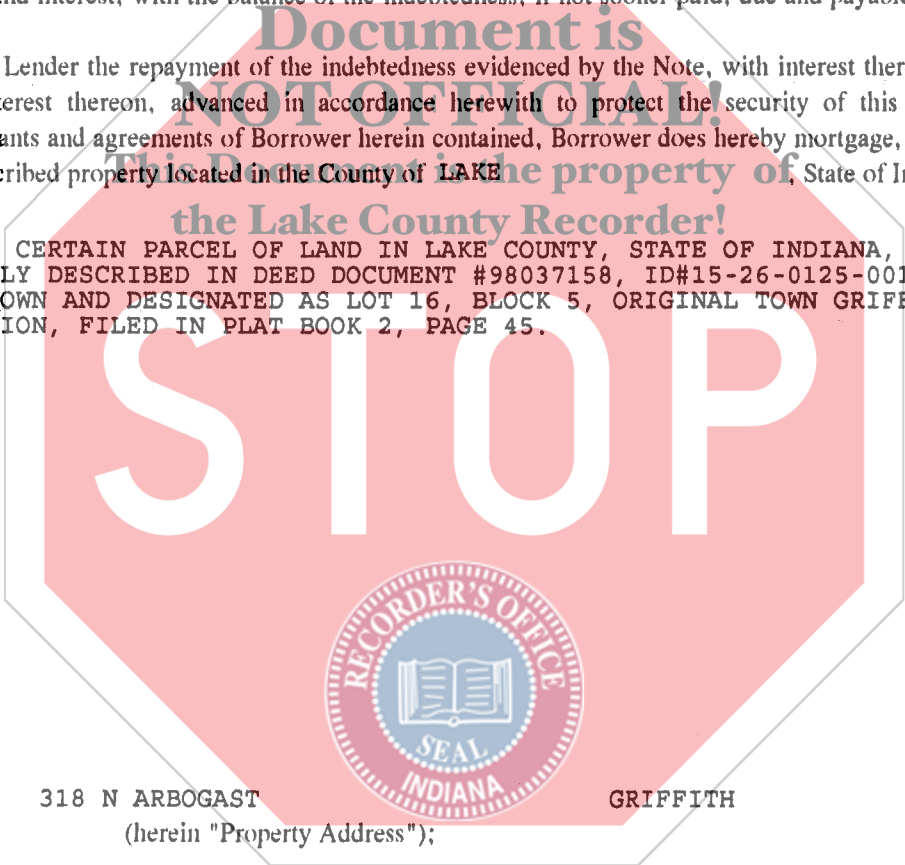 and interest, with the balance of the indebtedness, if not sooner paid, due and payable
Document is
Lender the repayment of the indebtedness evidenced by the Note, with interest
NOT OFFICIAL!
thereon, advanced in accordance herewith to protect the security of this
and agreements of Borrower herein contained, Borrower does hereby mortgage,
This Document is the property of
property located in the County of LAKE , State of
the Lake County Recorder!
CERTAIN PARCEL OF LAND IN LAKE COUNTY, STATE OF INDIANA,
LY DESCRIBED IN DEED DOCUMENT #98037158, ID#15-26-0125-001
OWN AND DESIGNATED AS LOT 16, BLOCK 5, ORIGINAL TOWN
ION, FILED IN PLAT BOOK 2, PAGE 45.
STOP
RECORDER'S OFFICE
SEAL
INDIANA
318 N ARBOGAST GRIFFITH
(herein "Property Address");